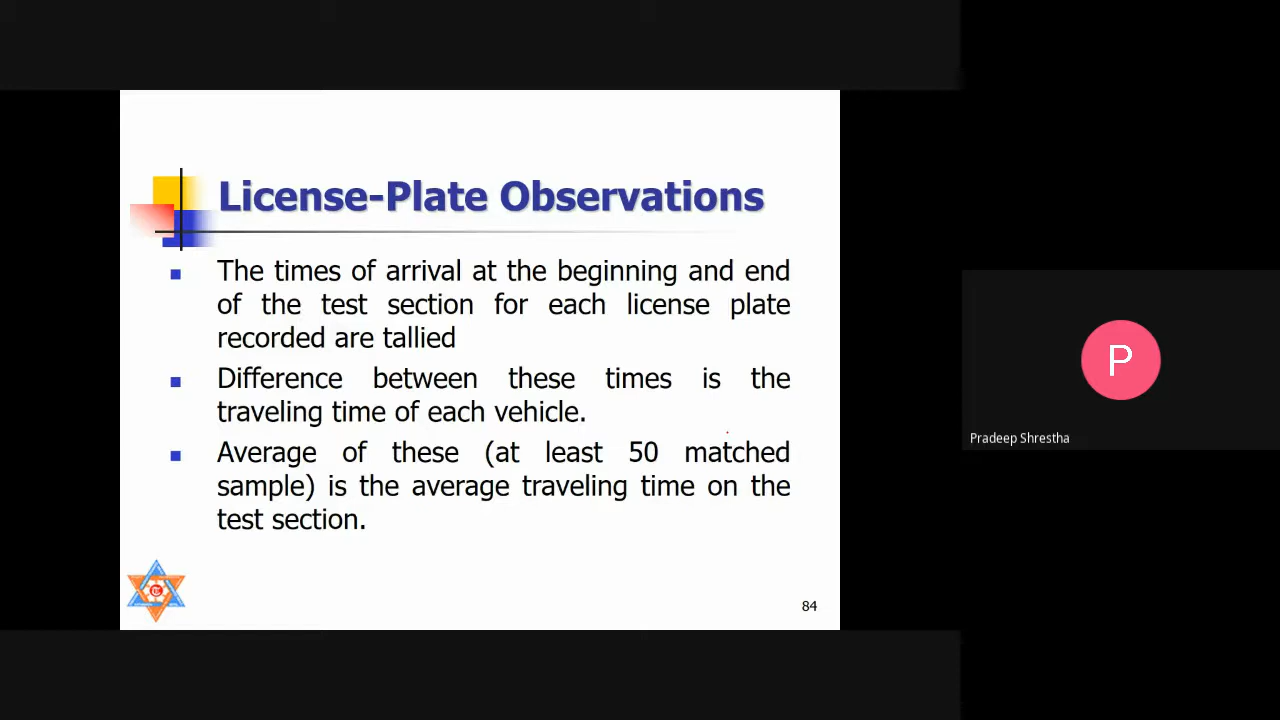 License-Plate Observations
The times of arrival at the beginning and end
of the test section for each license plate
recorded are tallied
Difference between these times is the
traveling time of each vehicle.
Average of these (at least 50 matched
sample) is the average traveling time on the
test section.
84
P
Pradeep Shrestha